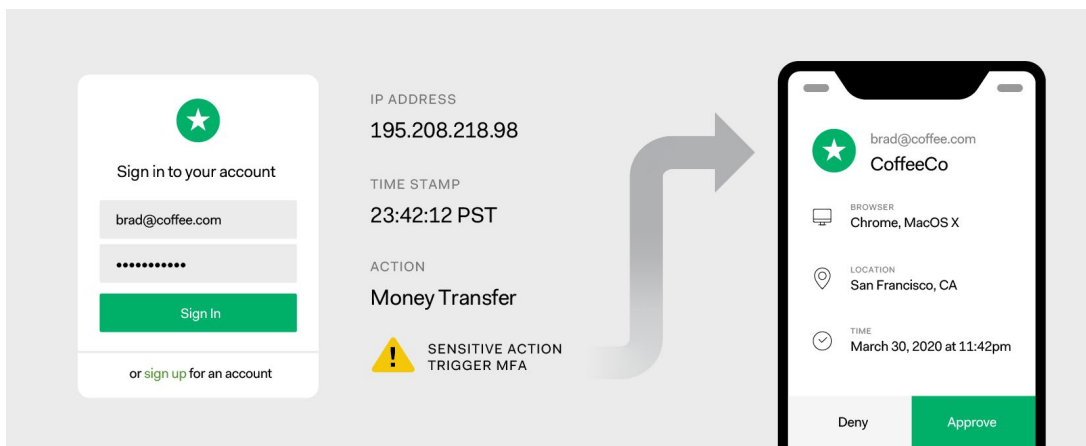 Sign in to your account
brad@coffee.com
•••••••••••
Sign In
or sign up for an account
IP ADDRESS
195.208.218.98
TIME STAMP
23:42:12 PST
ACTION
Money Transfer
SENSITIVE ACTION
TRIGGER MFA
brad@coffee.com
CoffeeCo
BROWSER
Chrome, MacOS X
LOCATION
San Francisco, CA
TIME
March 30, 2020 at 11:42pm
Deny
Approve